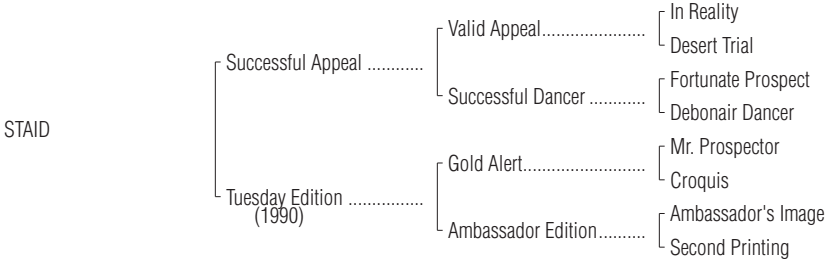 In Reality
Valid Appeal......................
Desert Trial
Successful Appeal ............
Fortunate Prospect
Successful Dancer ............
Debonair Dancer
STAID
Mr. Prospector
Gold Alert..........................
Croquis
Tuesday Edition ................
(1990)
Ambassador's Image
Ambassador Edition..........
Second Printing